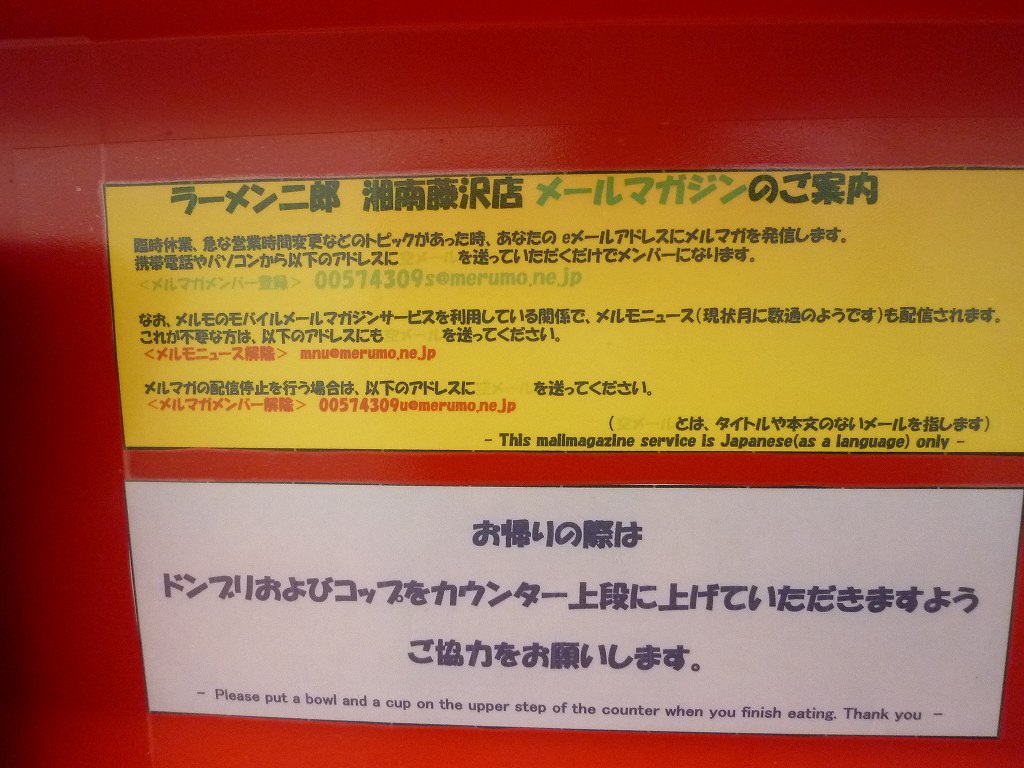 ラーメン二郎 湘南藤沢店 メールマガジンのご案内
臨時休業、急な営業時間変更などのトピックがあった時、あなたの eメールアドレスにメルマガを発信します。
携帯電話やパソコンから以下のアドレスに 空メール を送っていただくだけでメンバーになります。
<メルマガメンバー登録> 00574309s@merumo.ne.jp
なお、メルモのモバイルメールマガジンサービスを利用している関係で、メルモニュース(現状月に数通のようです)も配信されます。
これが不要な方は、以下のアドレスにも 空メール を送ってください。
<メルモニュース解除> mnu@merumo.ne.jp
メルマガの配信停止を行う場合は、以下のアドレスに 空メール を送ってください。
<メルマガメンバー解除> 00574309u@merumo.ne.jp
(空メールとは、タイトルや本文のないメールを指します)
- This mailmagazine service is Japanese(as a language) only -
お帰りの際は
ドンブリおよびコップをカウンター上段に上げていただきますよう
ご協力をお願いします。
- Please put a bowl and a cup on the upper step of the counter when you finish eating. Thank you -